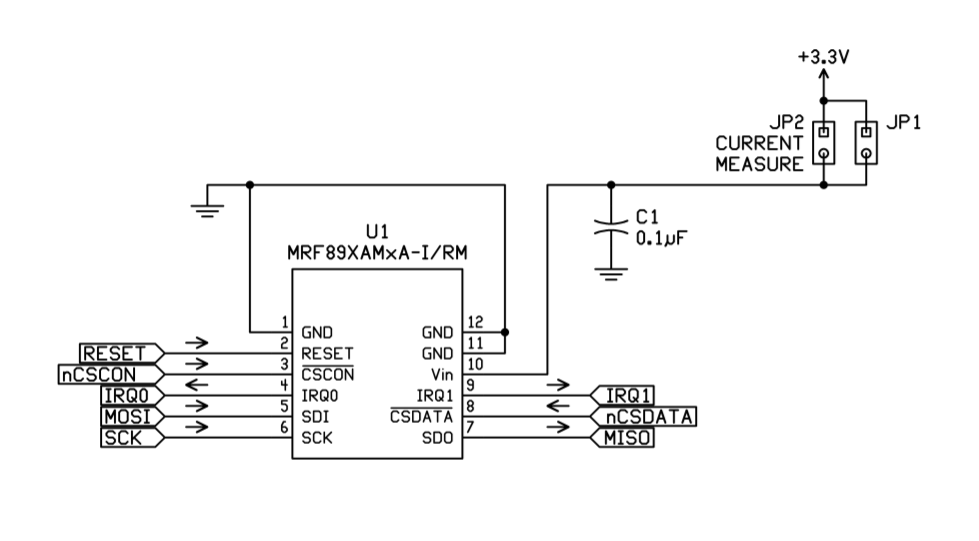 +3.3V
JP2
JP1
CURRENT
MEASURE
C1
0.1µF
U1
MRF89XAMxA-I/RM
1
GND
GND
12
2
RESET
RESET
GND
11
3
nCSCON
CSCON
Vin
10
4
IRQ0
IRQ0
IRQ1
9
IRQ1
5
MOSI
SDI
CSDATA
8
nCSDATA
6
SCK
SCK
SDO
7
MISO